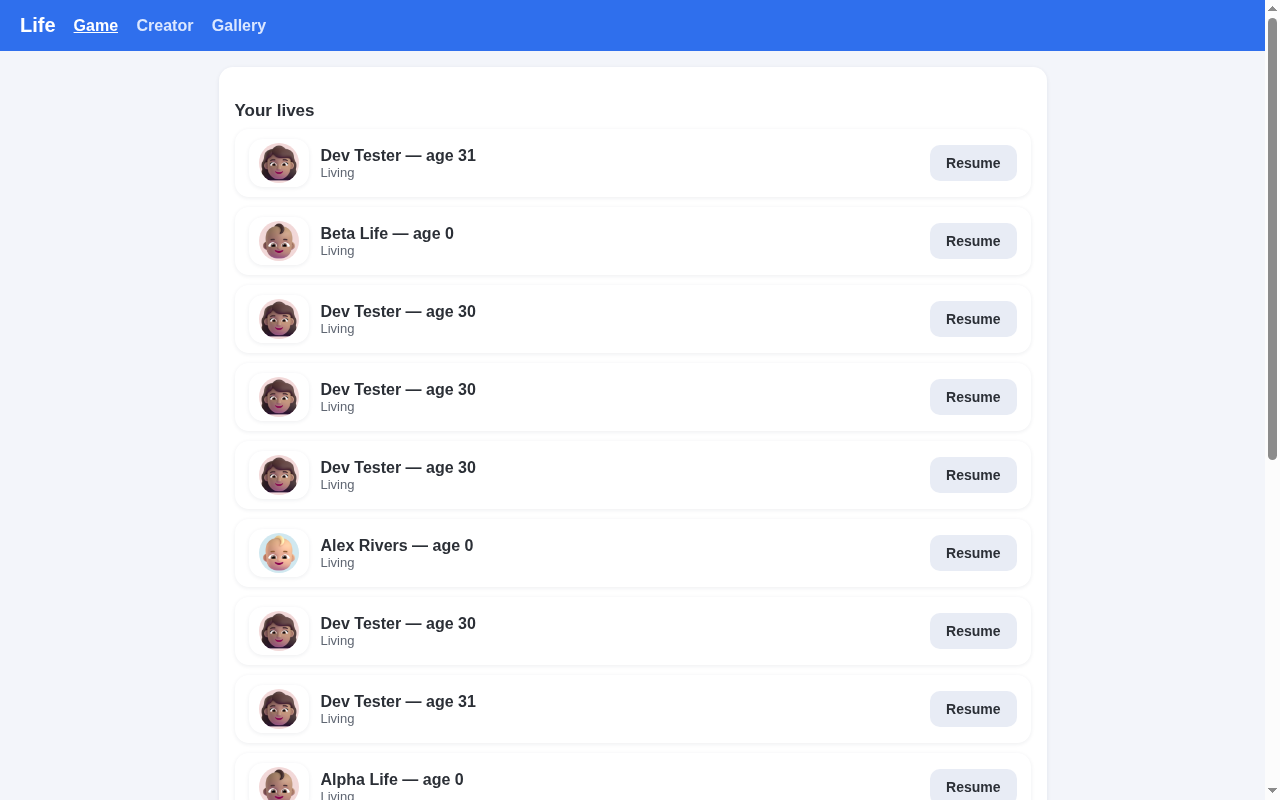 Life Game Creator Gallery
Your lives
Dev Tester — age 31
Living
Resume
Beta Life — age 0
Living
Resume
Dev Tester — age 30
Living
Resume
Dev Tester — age 30
Living
Resume
Dev Tester — age 30
Living
Resume
Alex Rivers — age 0
Living
Resume
Dev Tester — age 30
Living
Resume
Dev Tester — age 31
Living
Resume
Alpha Life — age 0
Living
Resume